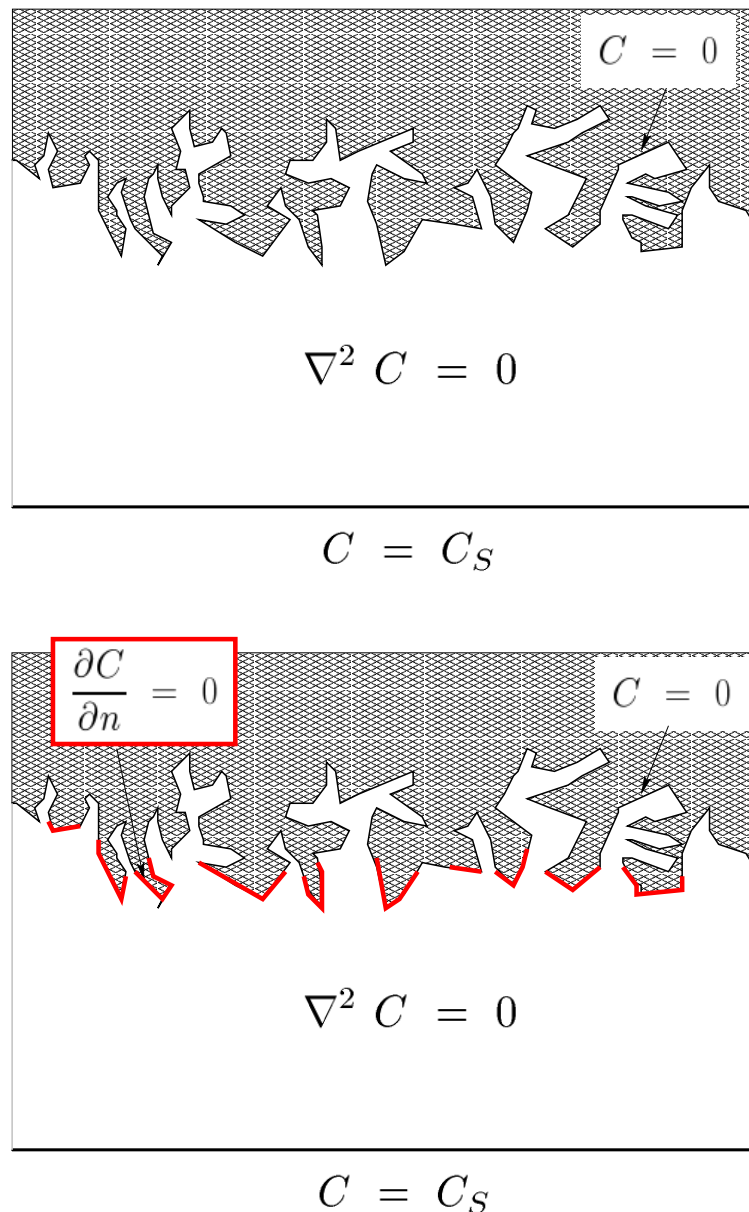 C = 0
∇² C = 0
C = C_S
∂C/∂n = 0
C = 0
∇² C = 0
C = C_S